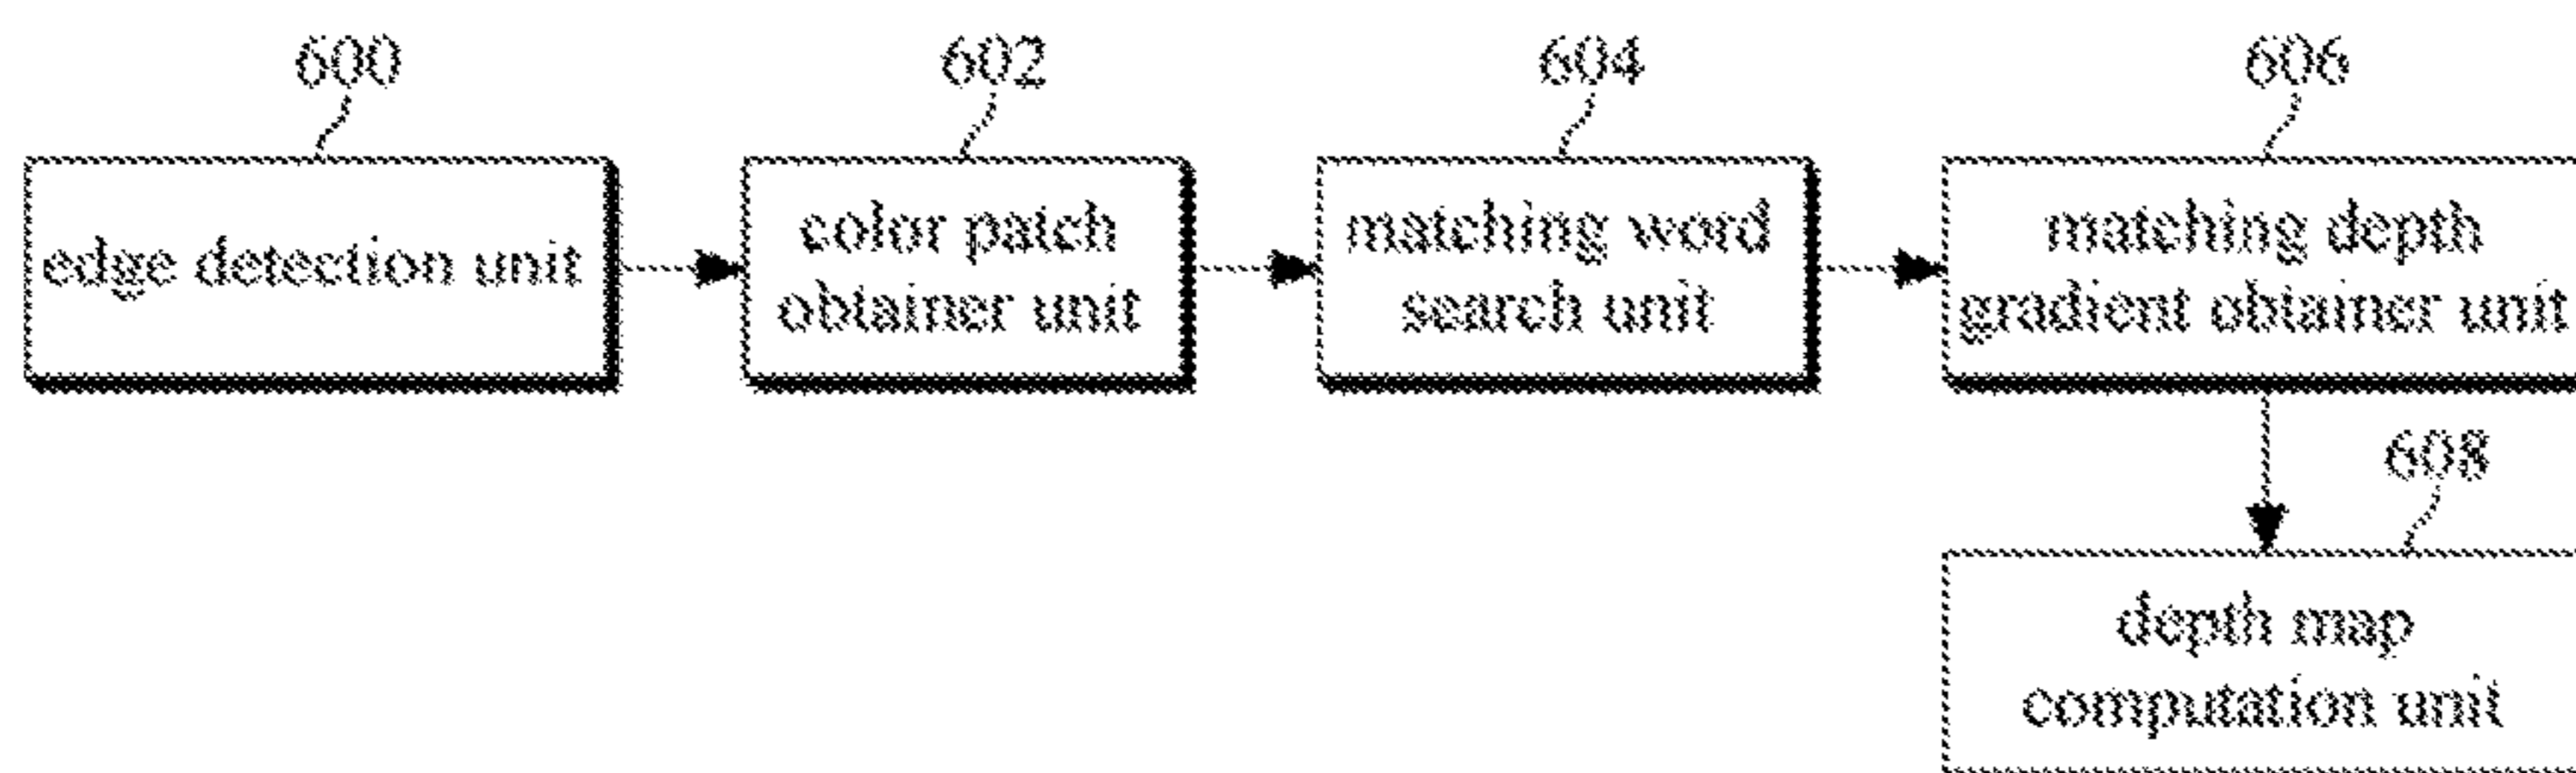 600
602
604
606
edge detection unit
color patch
obtainer unit
matching word
search unit
matching depth
gradient obtainer unit
608
depth map
computation unit